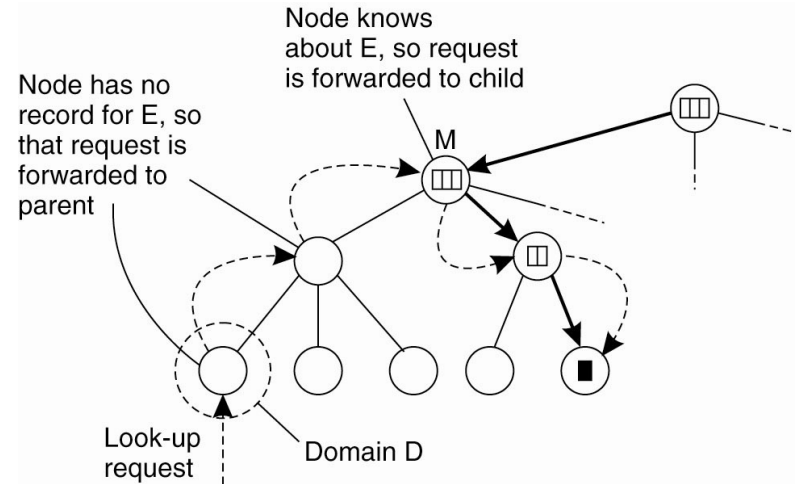 Node knows
about E, so request
is forwarded to child
Node has no
record for E, so
that request is
forwarded to
parent
M
Look-up
request
Domain D